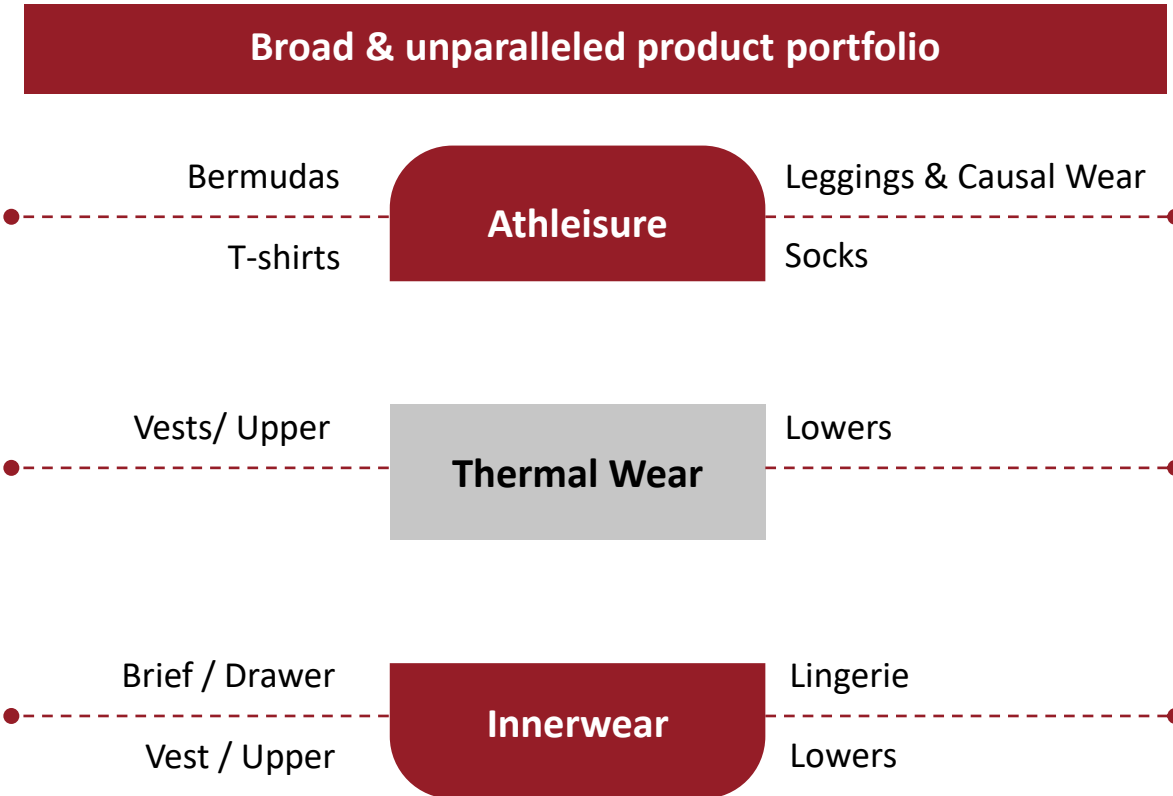 Broad & unparalleled product portfolio
Bermudas
T-shirts
Athleisure
Leggings & Causal Wear
Socks
Vests/ Upper
Thermal Wear
Lowers
Brief / Drawer
Vest / Upper
Innerwear
Lingerie
Lowers